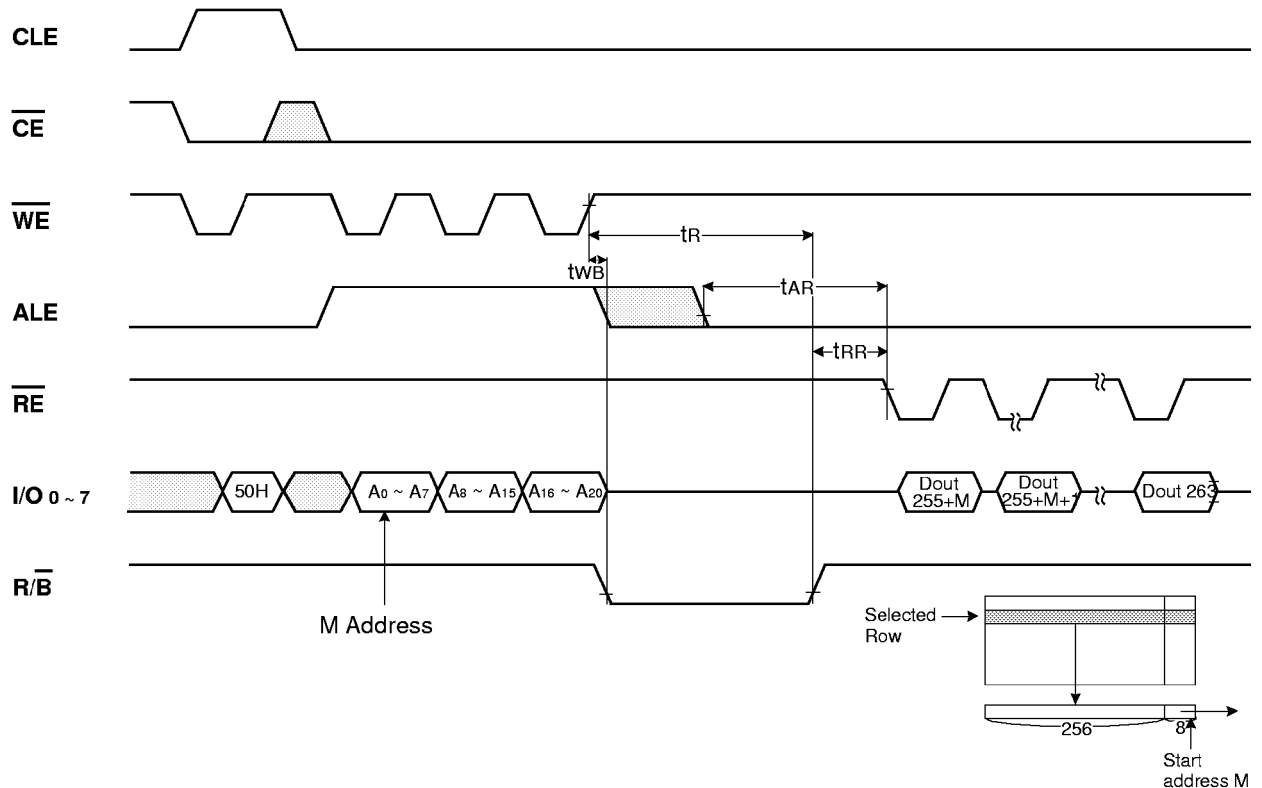 CLE
CE
WE
tR
tWB
ALE
tAR
tRR
RE
I/O 0 ~ 7
50H
A0 ~ A7
A8 ~ A15
A16 ~ A20
Dout
255+M
Dout
255+M+1
Dout 263
R/B
M Address
Selected
Row
256
8
Start
address M